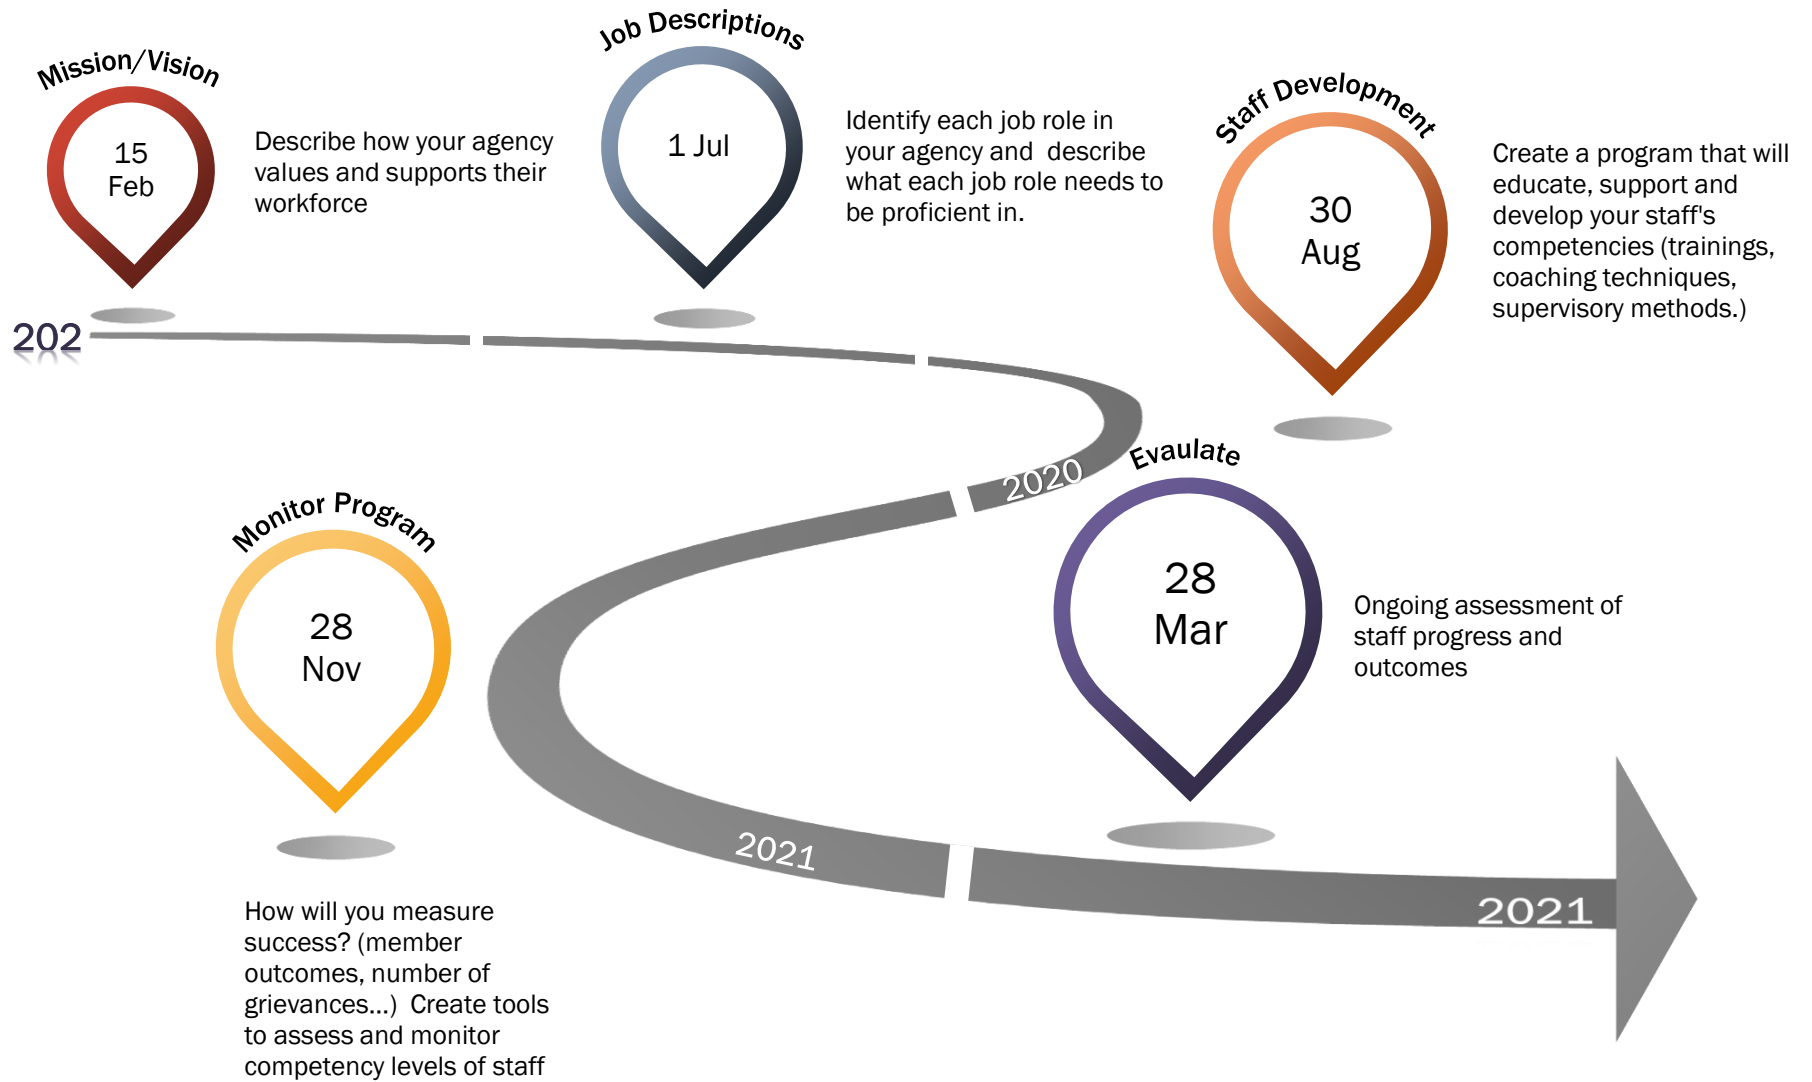 Mission/Vision
15
Feb
Describe how your agency
values and supports their
workforce
Job Descriptions
1 Jul
Identify each job role in
your agency and  describe
what each job role needs to
be proficient in.
Staff Development
30
Aug
Create a program that will
educate, support and
develop your staff's
competencies (trainings,
coaching techniques,
supervisory methods.)
202
2020
Monitor Program
28
Nov
How will you measure
success? (member
outcomes, number of
grievances...)  Create tools
to assess and monitor
competency levels of staff
Evaulate
28
Mar
Ongoing assessment of
staff progress and
outcomes
2021
2021